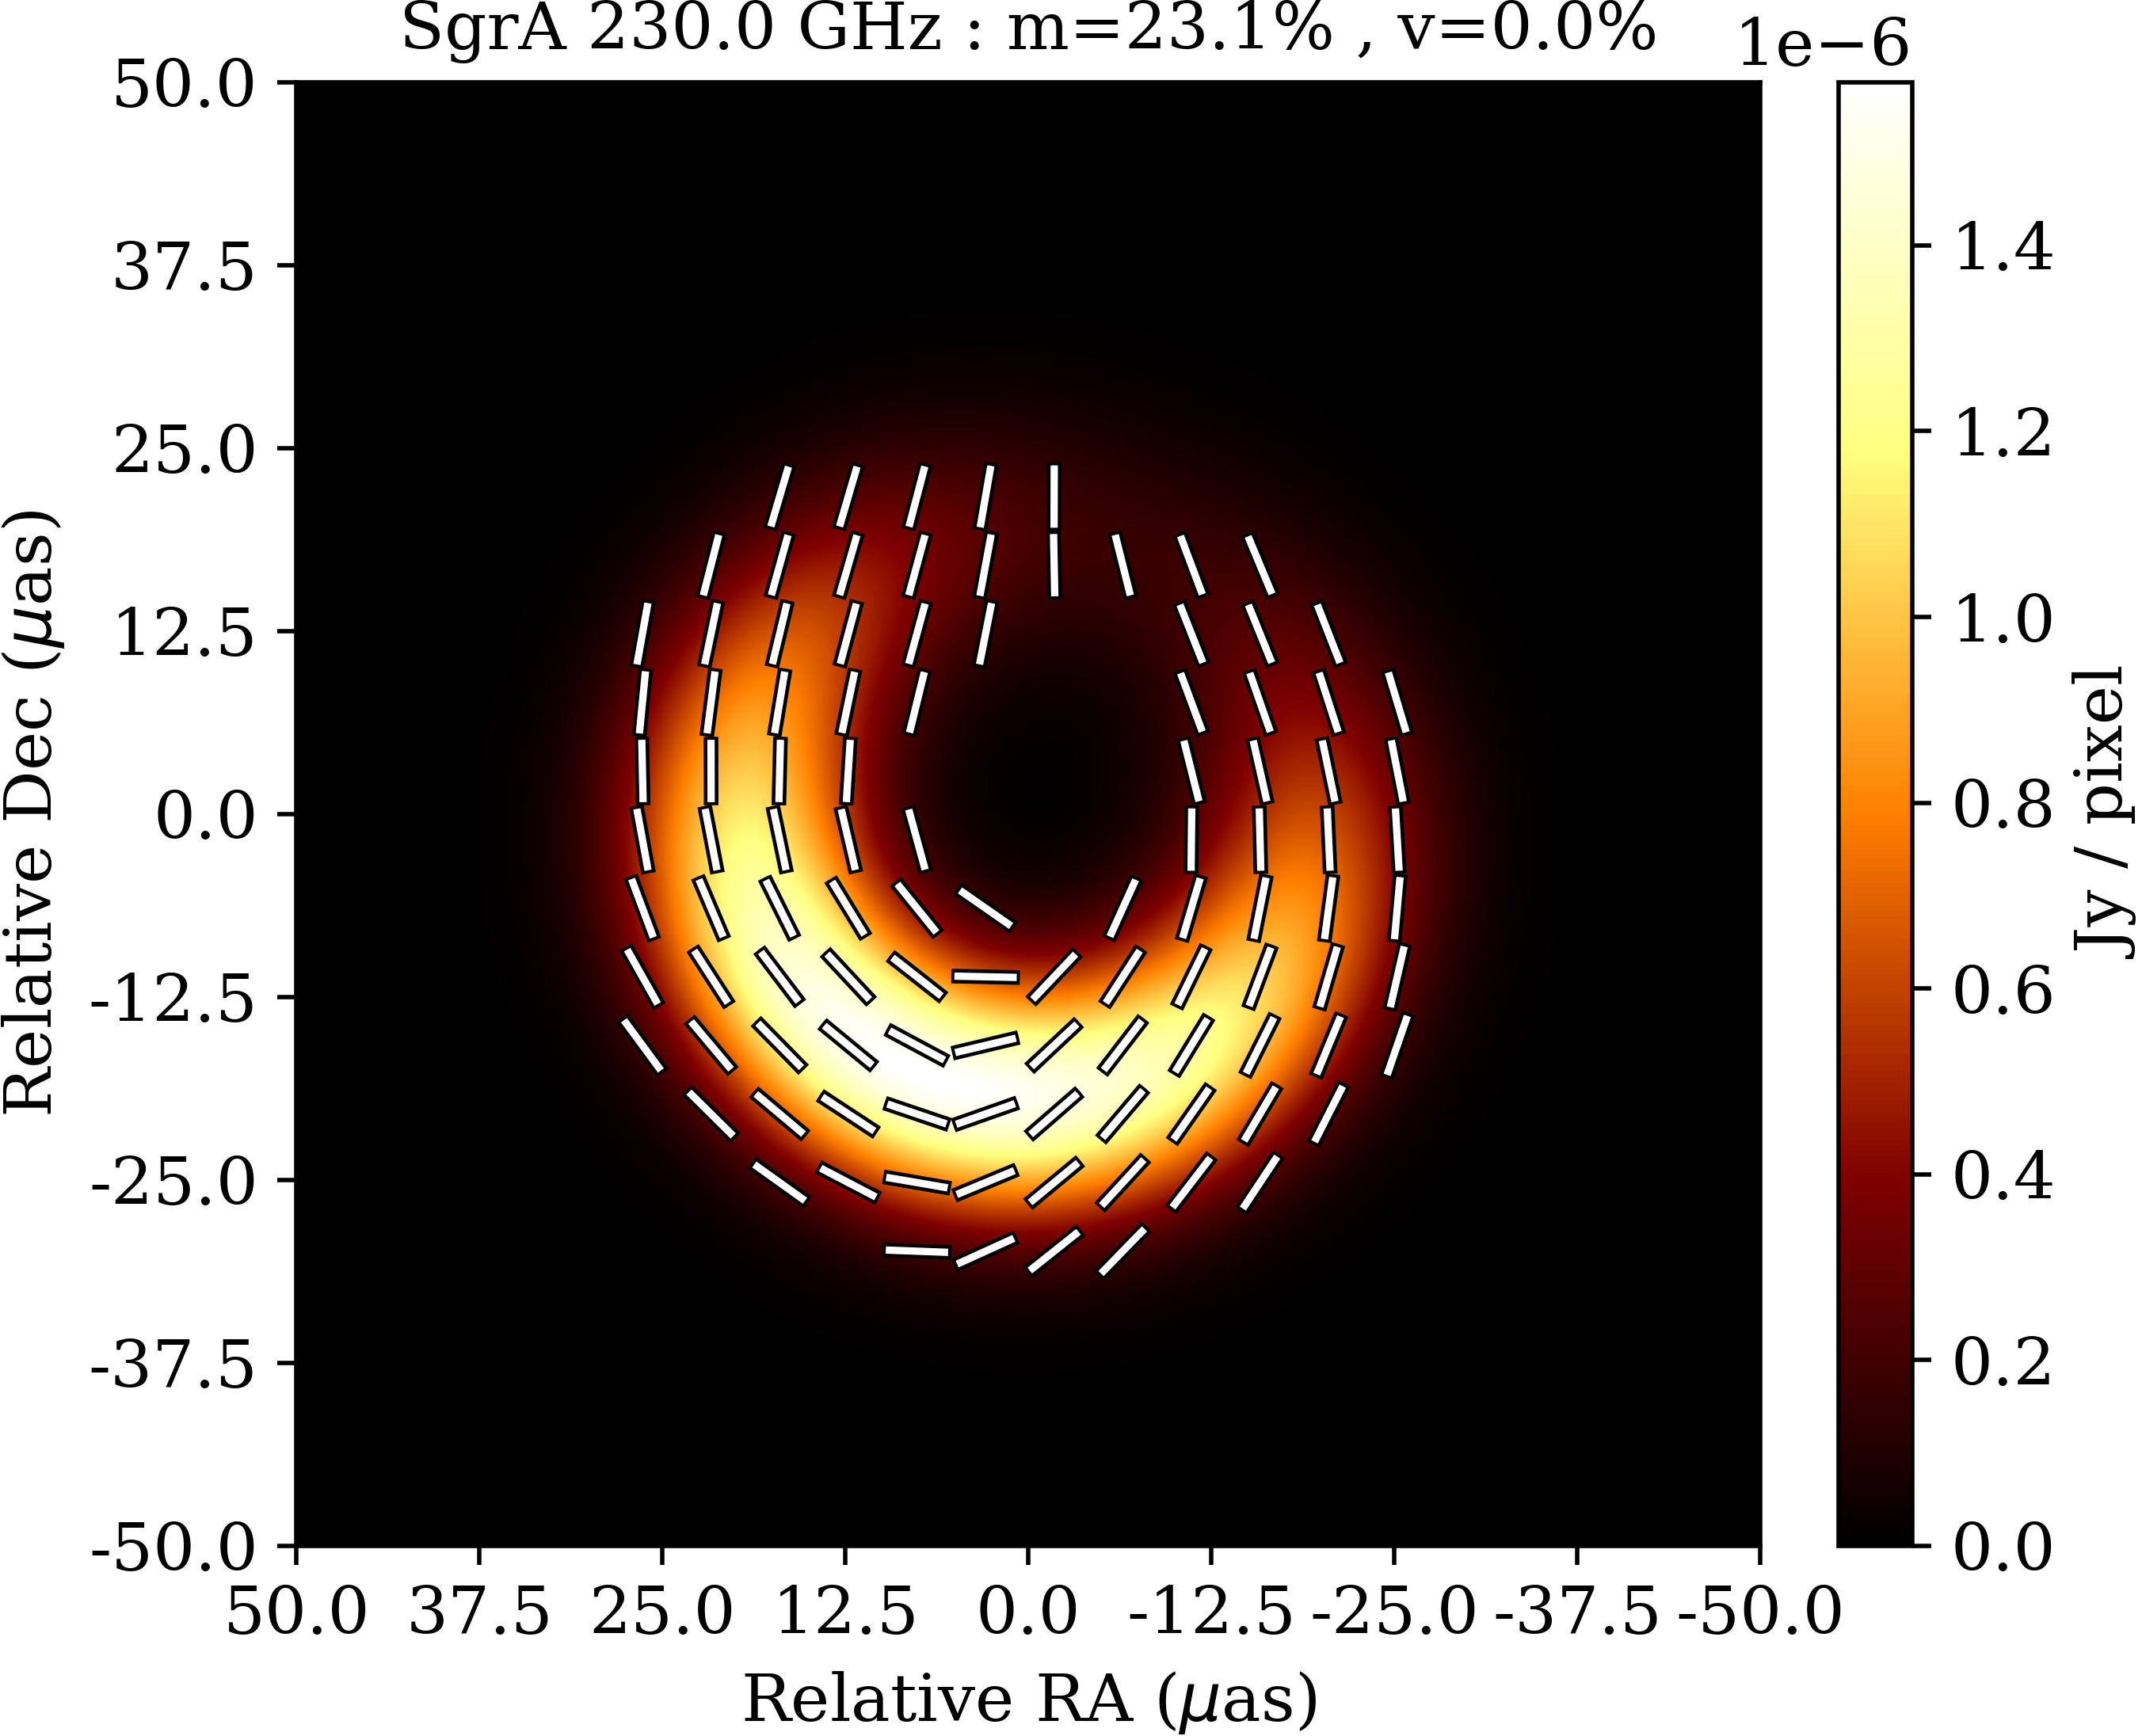 SgrA 230.0 GHz : m=23.1% , v=0.0%
1e−6
50.0
37.5
25.0
12.5
0.0
-12.5
-25.0
-37.5
-50.0
Relative Dec (μas)
50.0 37.5 25.0 12.5 0.0 -12.5 -25.0 -37.5 -50.0
Relative RA (μas)
1.4
1.2
1.0
0.8
0.6
0.4
0.2
0.0
Jy / pixel